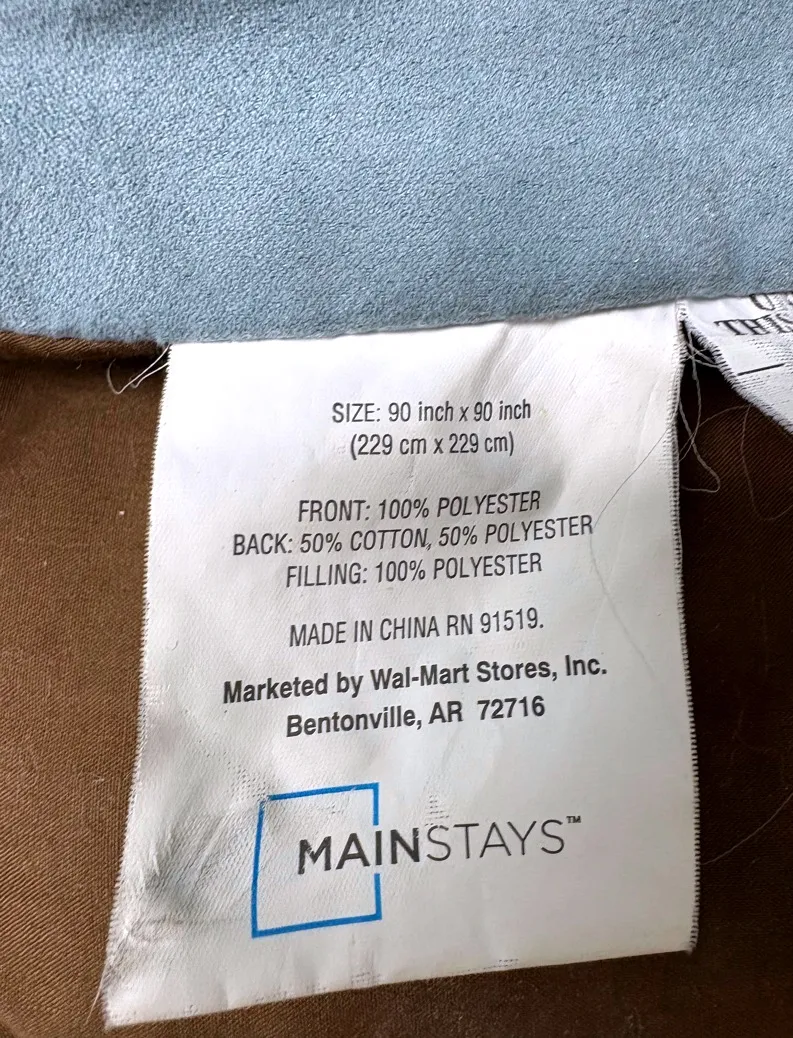 SIZE: 90 inch x 90 inch
(229 cm x 229 cm)
FRONT: 100% POLYESTER
BACK: 50% COTTON, 50% POLYESTER
FILLING: 100% POLYESTER
MADE IN CHINA RN 91519.
Marketed by Wal-Mart Stores, Inc.
Bentonville, AR 72716
MAINSTAYS™
THIS